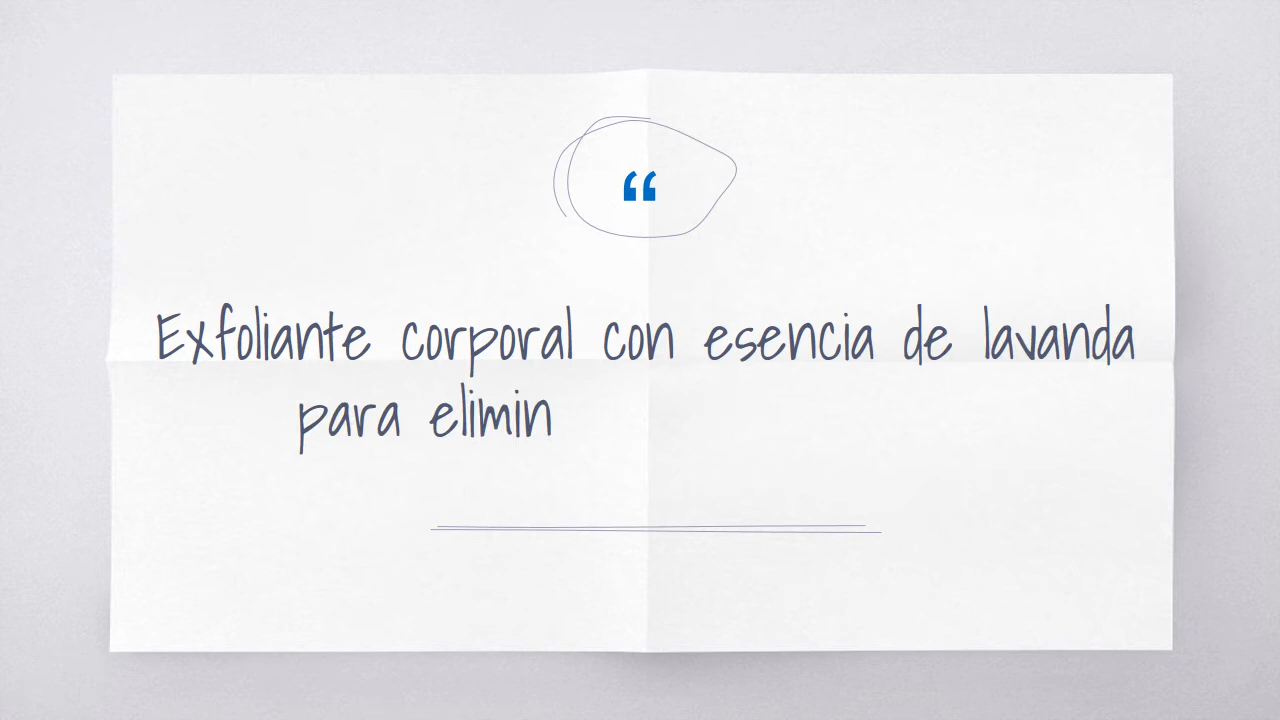 “
Exfoliante corporal con esencia de lavanda
para elimin